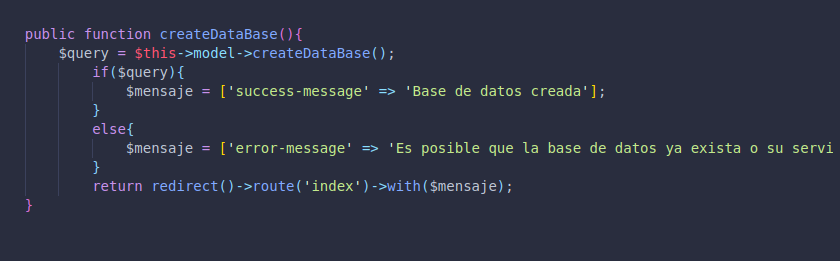 public function createDataBase(){
    $query = $this->model->createDataBase();
        if($query){
            $mensaje = ['success-message' => 'Base de datos creada'];
        }
        else{
            $mensaje = ['error-message' => 'Es posible que la base de datos ya exista o su servi
        }
        return redirect()->route('index')->with($mensaje);
}